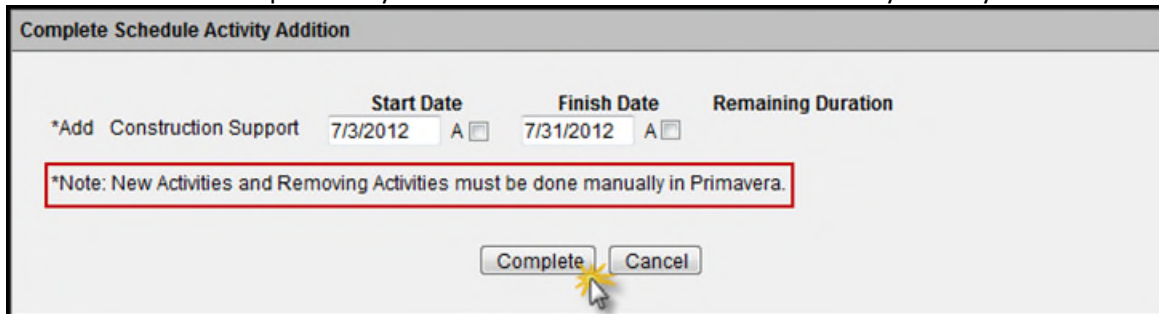 Complete Schedule Activity Addition
Start Date Finish Date Remaining Duration
*Add Construction Support 7/3/2012 A 7/31/2012 A
*Note: New Activities and Removing Activities must be done manually in Primavera.
Complete Cancel